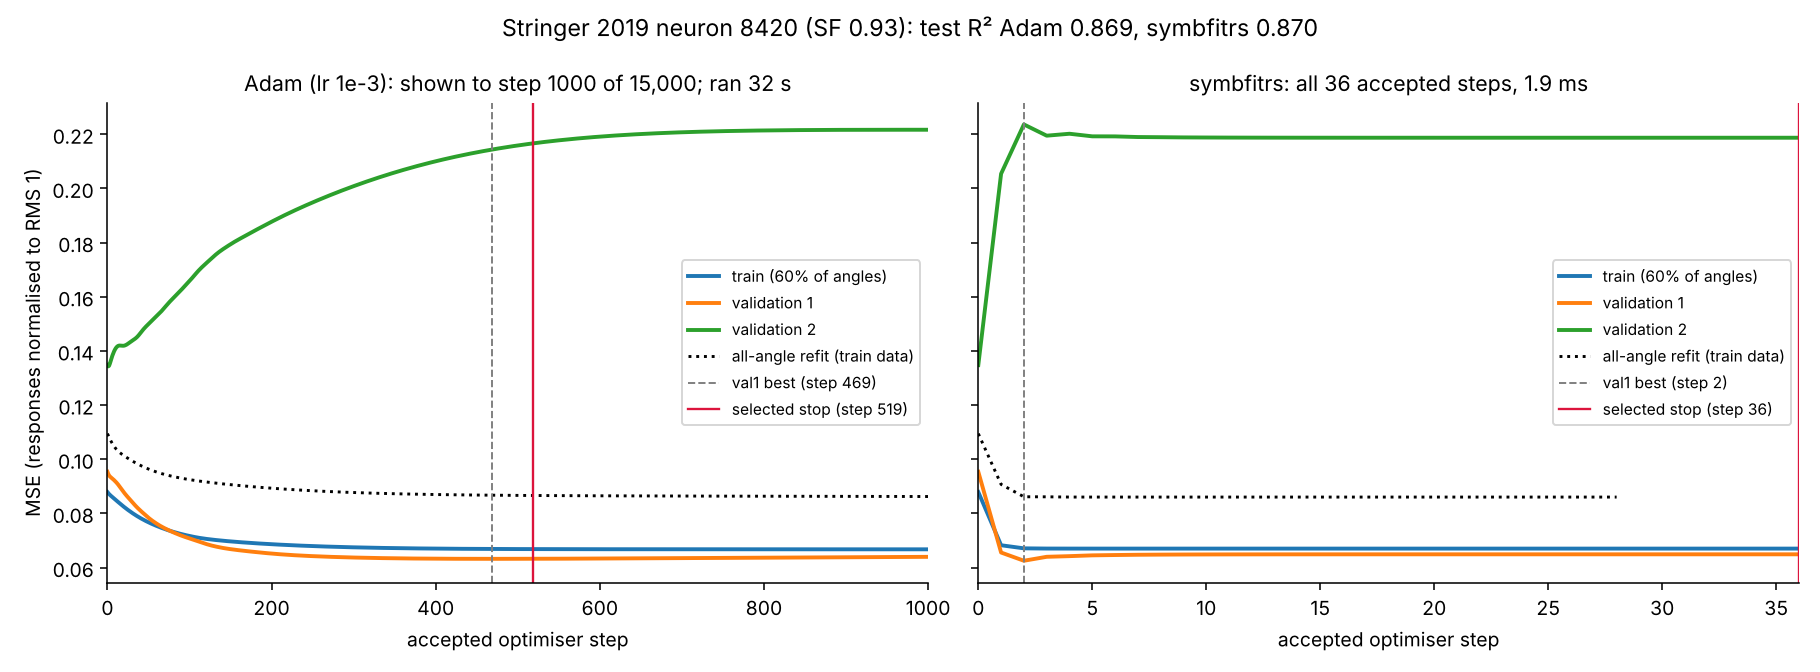 Stringer 2019 neuron 8420 (SF 0.93): test R² Adam 0.869, symbfitrs 0.870
Adam (lr 1e-3): shown to step 1000 of 15,000; ran 32 s
MSE (responses normalised to RMS 1)
0.22
0.20
0.18
0.16
0.14
0.12
0.10
0.08
0.06
train (60% of angles)
validation 1
validation 2
all-angle refit (train data)
val1 best (step 469)
selected stop (step 519)
0 200 400 600 800 1000
accepted optimiser step
symbfitrs: all 36 accepted steps, 1.9 ms
train (60% of angles)
validation 1
validation 2
all-angle refit (train data)
val1 best (step 2)
selected stop (step 36)
0 5 10 15 20 25 30 35
accepted optimiser step